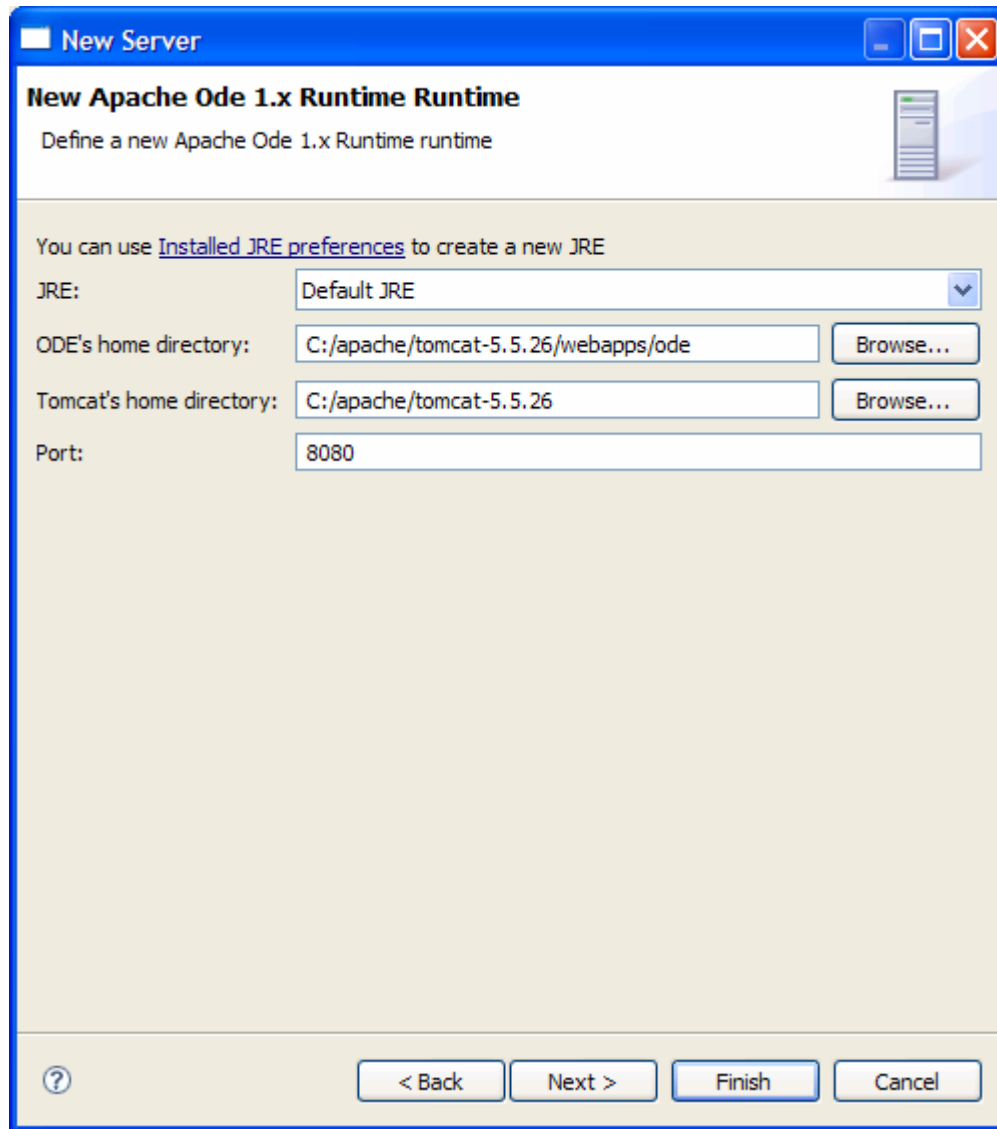 New Server
New Apache Ode 1.x Runtime Runtime
Define a new Apache Ode 1.x Runtime runtime
You can use Installed JRE preferences to create a new JRE
JRE: Default JRE
ODE's home directory: C:/apache/tomcat-5.5.26/webapps/ode Browse...
Tomcat's home directory: C:/apache/tomcat-5.5.26 Browse...
Port: 8080
? < Back Next > Finish Cancel